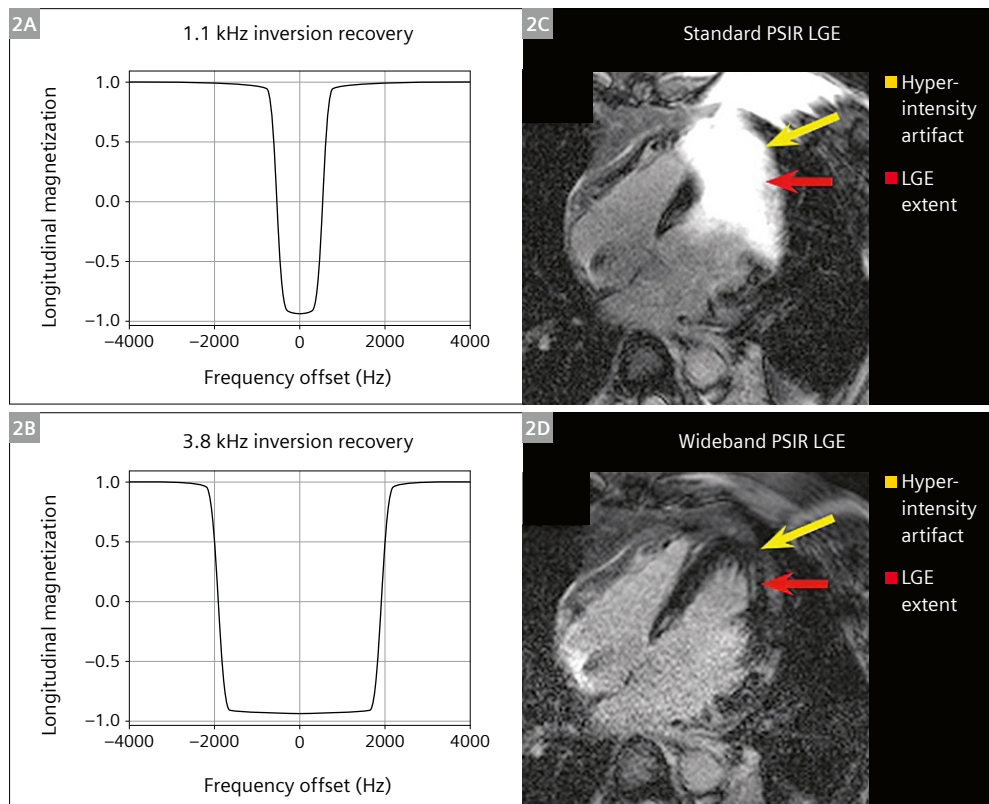 2A
1.1 kHz inversion recovery
Longitudinal magnetization
1.0
0.5
0.0
−0.5
−1.0
−4000 −2000 0 2000 4000
Frequency offset (Hz)
2C
Standard PSIR LGE
Hyper-
intensity
artifact
LGE
extent
2B
3.8 kHz inversion recovery
Longitudinal magnetization
1.0
0.5
0.0
−0.5
−1.0
−4000 −2000 0 2000 4000
Frequency offset (Hz)
2D
Wideband PSIR LGE
Hyper-
intensity
artifact
LGE
extent